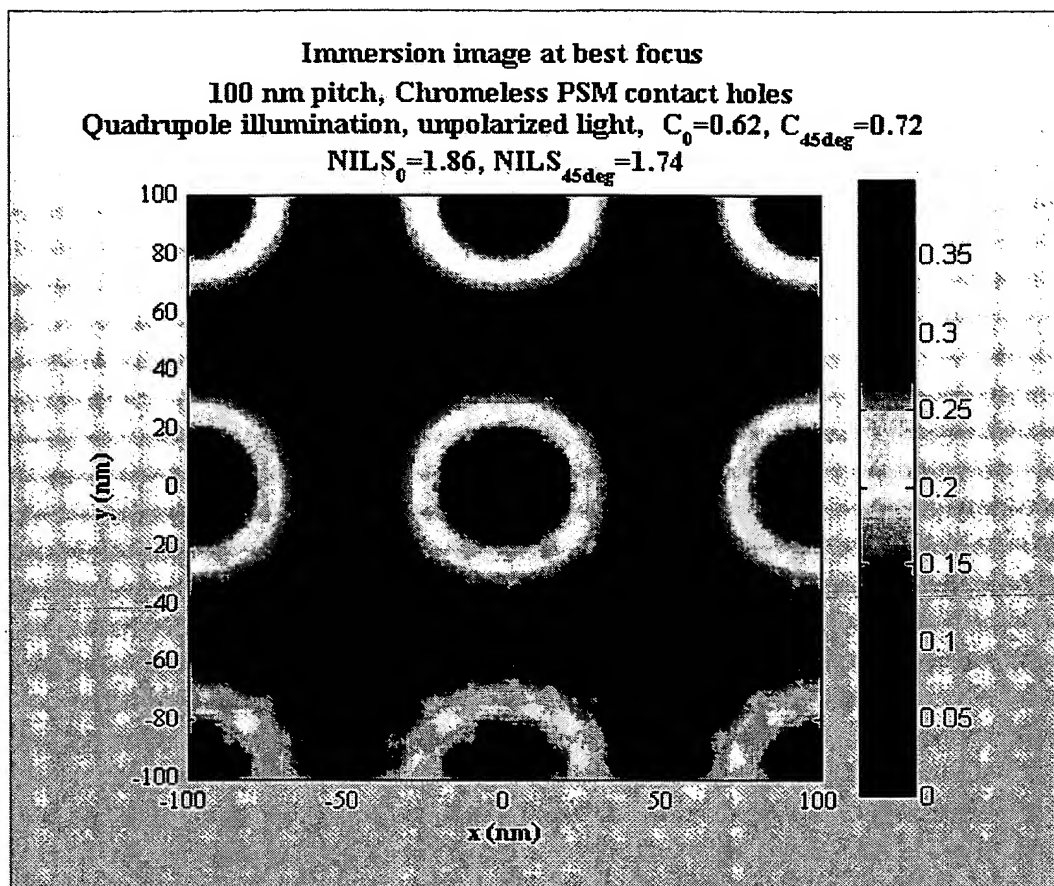 Immersion image at best focus
100 nm pitch, Chromeless PSM contact holes
Quadrupole illumination, unpolarized light, C0=0.62, C45deg=0.72
NILS0=1.86, NILS45deg=1.74
100
80
60
40
20
0
-20
-40
-60
-80
-100
y (nm)
-100 -50 0 50 100
x (nm)
0.35
0.3
0.25
0.2
0.15
0.1
0.05
0